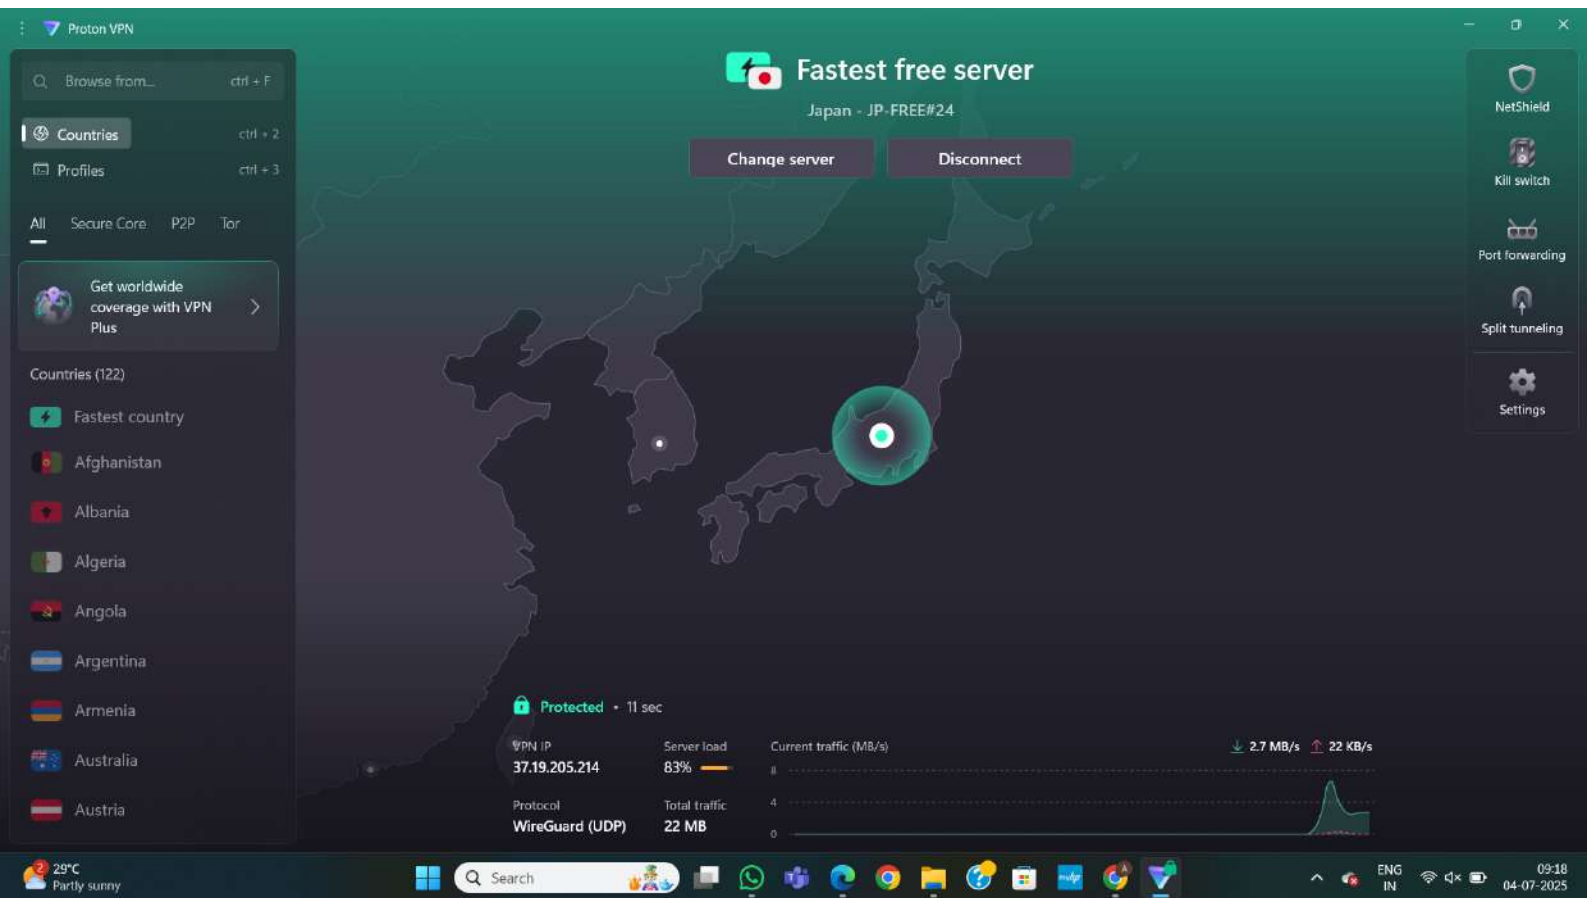 Proton VPN
Browse from...
ctrl + F
Countries
ctrl + 2
Profiles
ctrl + 3
All
Secure Core
P2P
Tor
Get worldwide
coverage with VPN
Plus
Countries (122)
Fastest country
Afghanistan
Albania
Algeria
Angola
Argentina
Armenia
Australia
Austria
Fastest free server
Japan - JP-FREE#24
Change server
Disconnect
NetShield
Kill switch
Port forwarding
Split tunneling
Settings
Protected • 11 sec
VPN IP
37.19.205.214
Server load
83%
Protocol
WireGuard (UDP)
Total traffic
22 MB
Current traffic (MB/s)
2.7 MB/s
22 KB/s
8
4
0
2
29°C
Partly sunny
Search
A
ENG
IN
09:18
04-07-2025